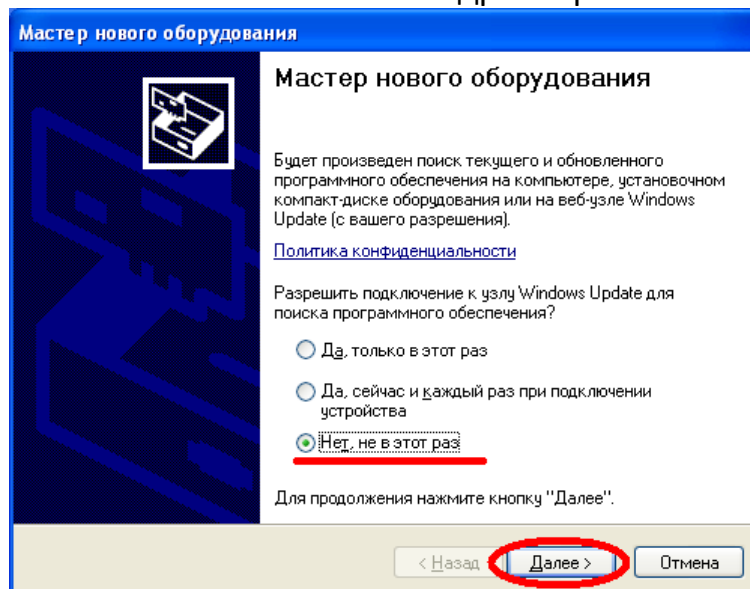 Мастер нового оборудования
Мастер нового оборудования
Будет произведен поиск текущего и обновленного
программного обеспечения на компьютере, установочном
компакт-диске оборудования или на веб-узле Windows
Update (с вашего разрешения).
Политика конфиденциальности
Разрешить подключение к узлу Windows Update для
поиска программного обеспечения?
Да, только в этот раз
Да, сейчас и каждый раз при подключении
устройства
Нет, не в этот раз
Для продолжения нажмите кнопку "Далее".
< Назад
Далее >
Отмена